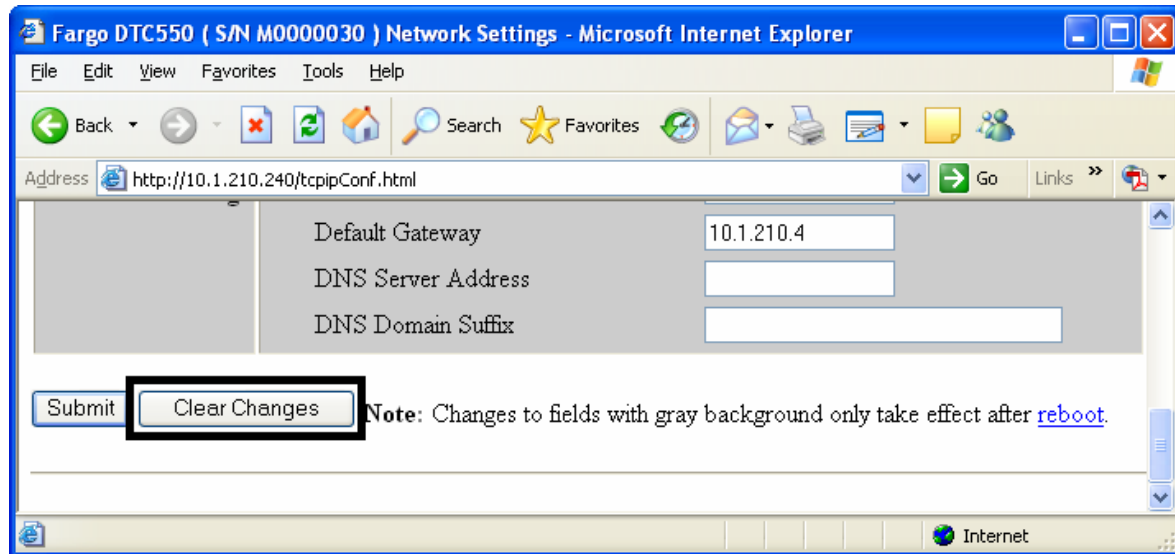 Fargo DTC550 ( S/N M0000030 ) Network Settings - Microsoft Internet Explorer
File Edit View Favorites Tools Help
Back Search Favorites
Address http://10.1.210.240/tcpipConf.html Go Links »
Default Gateway 10.1.210.4
DNS Server Address
DNS Domain Suffix
Submit Clear Changes Note: Changes to fields with gray background only take effect after reboot.
Internet